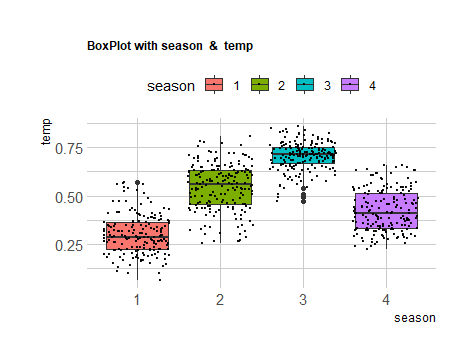 BoxPlot with season & temp
season 1 2 3 4
temp
0.75
0.50
0.25
1 2 3 4
season